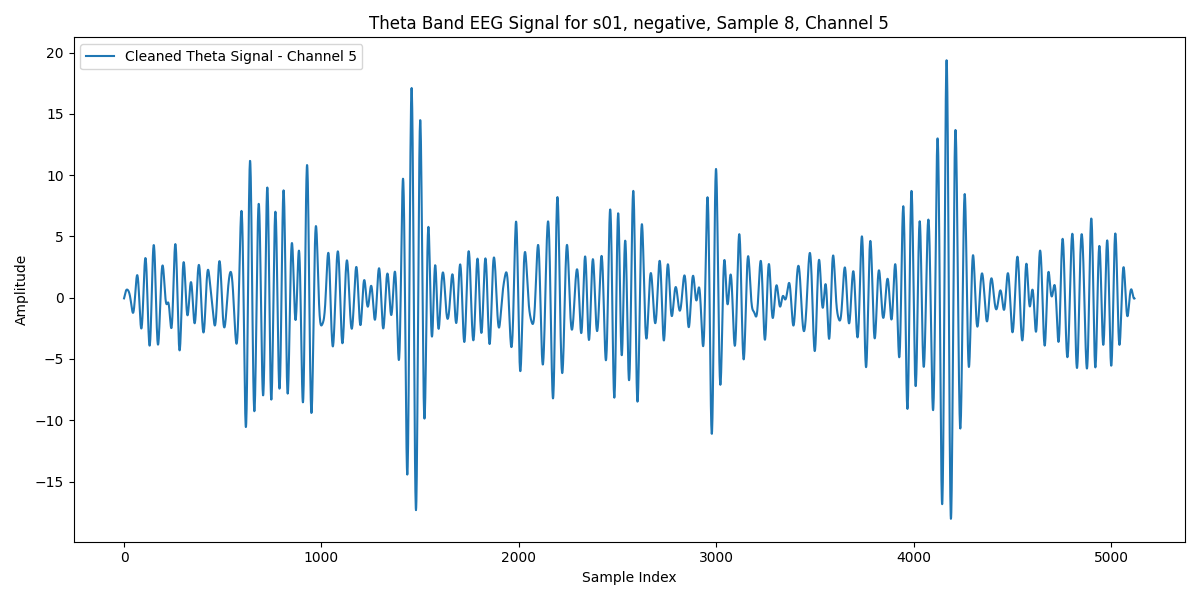 Theta Band EEG Signal for s01, negative, Sample 8, Channel 5
Cleaned Theta Signal - Channel 5
20
15
10
5
0
−5
−10
−15
Amplitude
0 1000 2000 3000 4000 5000
Sample Index